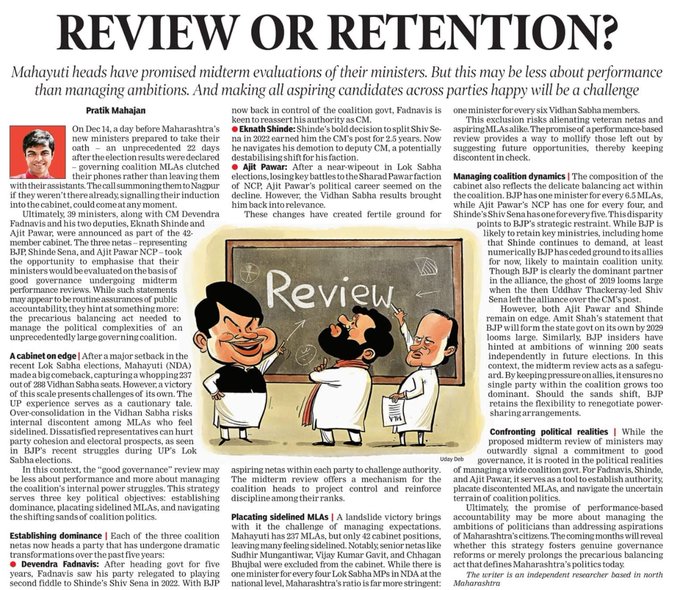 REVIEW OR RETENTION?
Mahayuti heads have promised midterm evaluations of their ministers. But this may be less about performance
than managing ambitions. And making all aspiring candidates across parties happy will be a challenge
Pratik Mahajan
On Dec 14, a day before Maharashtra's
new ministers prepared to take their
oath – an unprecedented 22 days
after the election results were declared
– governing coalition MLAs clutched
their phones rather than leaving them
with their assistants. The call summoning them to Nagpur
if they weren't there already, signalling their induction
into the cabinet, could come at any moment.
Ultimately, 39 ministers, along with CM Devendra
Fadnavis and his two deputies, Eknath Shinde and
Ajit Pawar, were announced as part of the 42-
member cabinet. The three netas – representing
BJP, Shinde Sena, and Ajit Pawar NCP – took
the opportunity to emphasise that their
ministers would be evaluated on the basis of
good governance undergoing midterm
performance reviews. While such statements
may appear to be routine assurances of public
accountability, they hint at something more:
the precarious balancing act needed to
manage the political complexities of an
unprecedentedly large governing coalition.
A cabinet on edge | After a major setback in the
recent Lok Sabha elections, Mahayuti (NDA)
made a big comeback, capturing a whopping 237
out of 288 Vidhan Sabha seats. However, a victory
of this scale presents challenges of its own. The
UP experience serves as a cautionary tale.
Over-consolidation in the Vidhan Sabha risks
internal discontent among MLAs who feel
sidelined. Dissatisfied representatives can hurt
party cohesion and electoral prospects, as seen
in BJP's recent struggles during UP's Lok
Sabha elections.
In this context, the "good governance" review may
be less about performance and more about managing
the coalition's internal power struggles. This strategy
serves three key political objectives: establishing
dominance, placating sidelined MLAs, and navigating
the shifting sands of coalition politics.
Establishing dominance | Each of the three coalition
netas now heads a party that has undergone dramatic
transformations over the past five years:
● Devendra Fadnavis: After heading govt for five
years, Fadnavis saw his party relegated to playing
second fiddle to Shinde's Shiv Sena in 2022. With BJP
now back in control of the coalition govt, Fadnavis is
keen to reassert his authority as CM.
● Eknath Shinde: Shinde's bold decision to split Shiv Se-
na in 2022 earned him the CM's post for 2.5 years. Now
he navigates his demotion to deputy CM, a potentially
destabilising shift for his faction.
● Ajit Pawar: After a near-wipeout in Lok Sabha
elections, losing key battles to the Sharad Pawar faction
of NCP, Ajit Pawar's political career seemed on the
decline. However, the Vidhan Sabha results brought
him back into relevance.
These changes have created fertile ground for
Review
Uday Deb
aspiring netas within each party to challenge authority.
The midterm review offers a mechanism for the
coalition heads to project control and reinforce
discipline among their ranks.
Placating sidelined MLAs | A landslide victory brings
with it the challenge of managing expectations.
Mahayuti has 237 MLAs, but only 42 cabinet positions,
leaving many feeling sidelined. Notably, senior netas like
Sudhir Mungantiwar, Vijay Kumar Gavit, and Chhagan
Bhujbal were excluded from the cabinet. While there is
one minister for every four Lok Sabha MPs in NDA at the
national level, Maharashtra's ratio is far more stringent:
one minister for every six Vidhan Sabha members.
This exclusion risks alienating veteran netas and
aspiring MLAs alike. The promise of a performance-based
review provides a way to mollify those left out by
suggesting future opportunities, thereby keeping
discontent in check.
Managing coalition dynamics | The composition of the
cabinet also reflects the delicate balancing act within
the coalition. BJP has one minister for every 6.5 MLAs,
while Ajit Pawar's NCP has one for every four, and
Shinde's Shiv Sena has one for every five. This disparity
points to BJP's strategic restraint. While BJP is
likely to retain key ministries, including home
that Shinde continues to demand, at least
numerically BJP has ceded ground to its allies
for now, likely to maintain coalition unity.
Though BJP is clearly the dominant partner
in the alliance, the ghost of 2019 looms large
when the then Uddhav Thackeray-led Shiv
Sena left the alliance over the CM's post.
However, both Ajit Pawar and Shinde
remain on edge. Amit Shah's statement that
BJP will form the state govt on its own by 2029
looms large. Similarly, BJP insiders have
hinted at ambitions of winning 200 seats
independently in future elections. In this
context, the midterm review acts as a safegu-
ard. By keeping pressure on allies, it ensures no
single party within the coalition grows too
dominant. Should the sands shift, BJP
retains the flexibility to renegotiate power-
sharing arrangements.
Confronting political realities | While the
proposed midterm review of ministers may
outwardly signal a commitment to good
governance, it is rooted in the political realities
of managing a wide coalition govt. For Fadnavis, Shinde,
and Ajit Pawar, it serves as a tool to establish authority,
placate discontented MLAs, and navigate the uncertain
terrain of coalition politics.
Ultimately, the promise of performance-based
accountability may be more about managing the
ambitions of politicians than addressing aspirations
of Maharashtra's citizens. The coming months will reveal
whether this strategy fosters genuine governance
reforms or merely prolongs the precarious balancing
act that defines Maharashtra's politics today.
The writer is an independent researcher based in north
Maharashtra